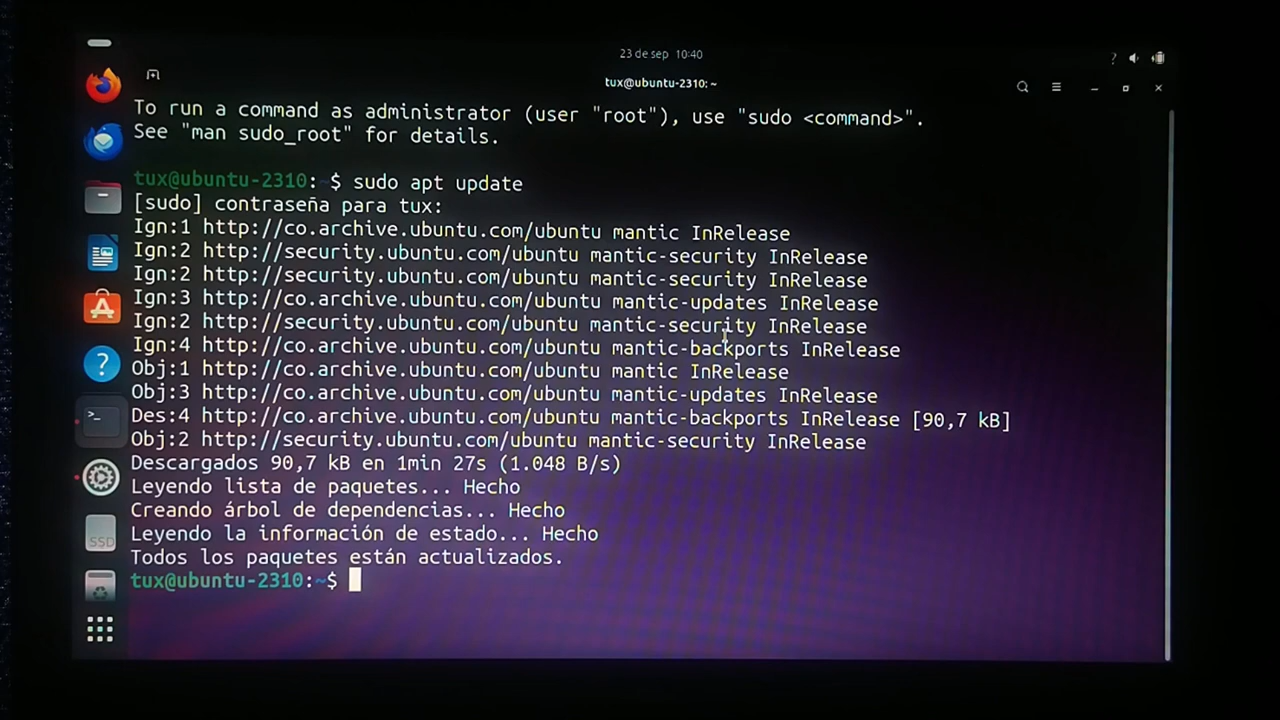 23 de sep 10:40
tux@ubuntu-2310: ~
To run a command as administrator (user "root"), use "sudo <command>".
See "man sudo_root" for details.
tux@ubuntu-2310:~$ sudo apt update
[sudo] contraseña para tux:
Ign:1 http://co.archive.ubuntu.com/ubuntu mantic InRelease
Ign:2 http://security.ubuntu.com/ubuntu mantic-security InRelease
Ign:2 http://security.ubuntu.com/ubuntu mantic-security InRelease
Ign:3 http://co.archive.ubuntu.com/ubuntu mantic-updates InRelease
Ign:2 http://security.ubuntu.com/ubuntu mantic-security InRelease
Ign:4 http://co.archive.ubuntu.com/ubuntu mantic-backports InRelease
Obj:1 http://co.archive.ubuntu.com/ubuntu mantic InRelease
Obj:3 http://co.archive.ubuntu.com/ubuntu mantic-updates InRelease
Des:4 http://co.archive.ubuntu.com/ubuntu mantic-backports InRelease [90,7 kB]
Obj:2 http://security.ubuntu.com/ubuntu mantic-security InRelease
Descargados 90,7 kB en 1min 27s (1.048 B/s)
Leyendo lista de paquetes... Hecho
Creando árbol de dependencias... Hecho
Leyendo la información de estado... Hecho
Todos los paquetes están actualizados.
tux@ubuntu-2310:~$
SSD